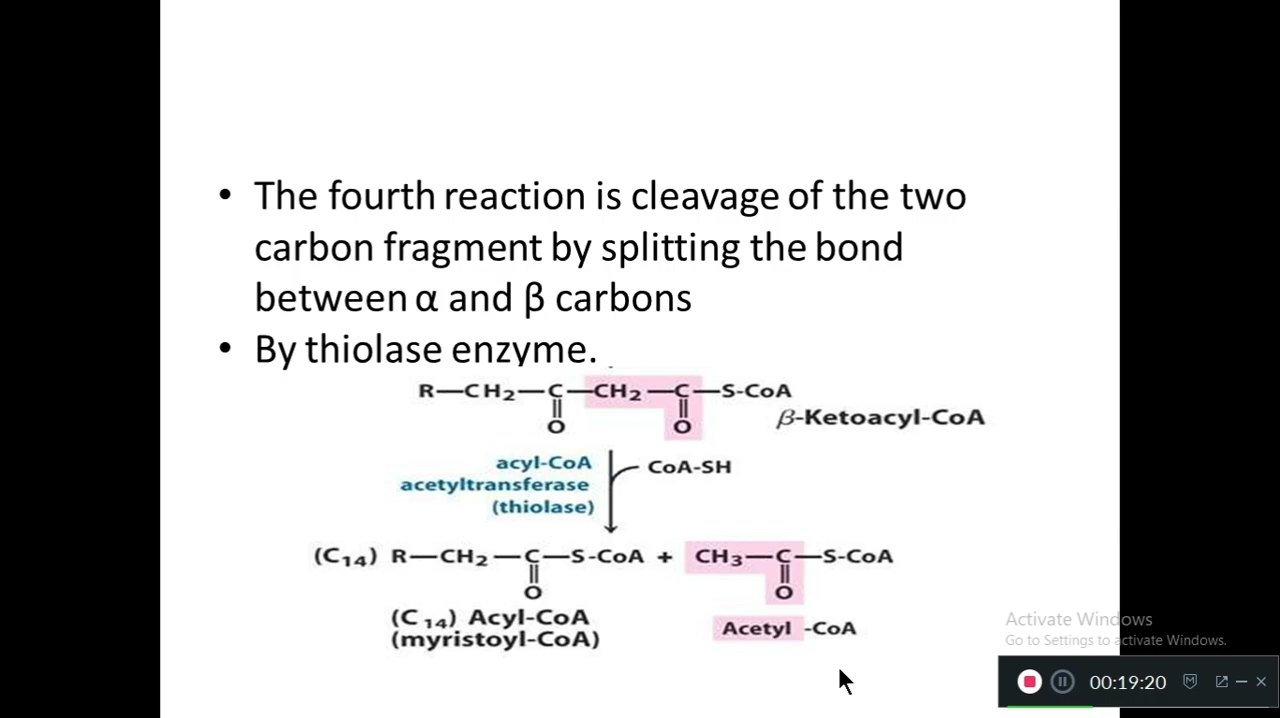 • The fourth reaction is cleavage of the two
carbon fragment by splitting the bond
between α and β carbons
• By thiolase enzyme.
R—CH₂—C—CH₂—C—S-CoA
O O
β-Ketoacyl-CoA
acyl-CoA
acetyltransferase
(thiolase)
CoA-SH
(C₁₄) R—CH₂—C—S-CoA + CH₃—C—S-CoA
O O
(C₁₄) Acyl-CoA
(myristoyl-CoA)
Acetyl -CoA
Activate Windows
Go to Settings to activate Windows.
00:19:20